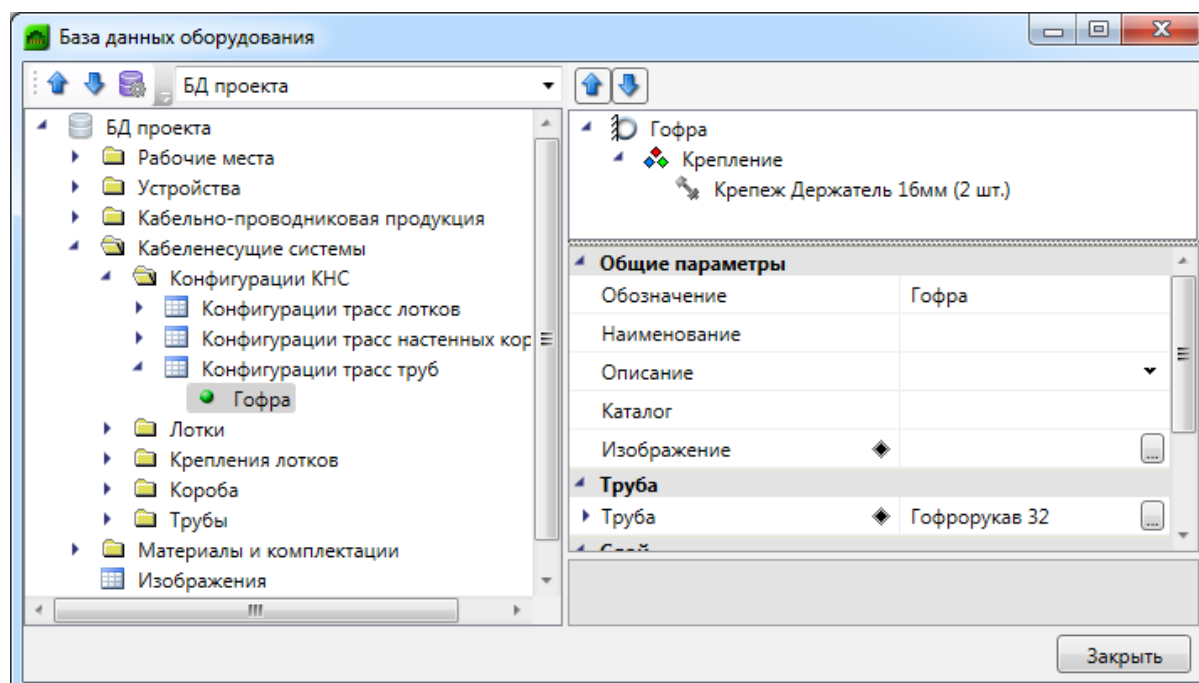 База данных оборудования
БД проекта
БД проекта
Рабочие места
Устройства
Кабельно-проводниковая продукция
Кабеленесущие системы
Конфигурации КНС
Конфигурации трасс лотков
Конфигурации трасс настенных кор
Конфигурации трасс труб
Гофра
Лотки
Крепления лотков
Короба
Трубы
Материалы и комплектации
Изображения
Гофра
Крепление
Крепеж Держатель 16мм (2 шт.)
Общие параметры
Обозначение Гофра
Наименование
Описание
Каталог
Изображение ...
Труба
Труба Гофрорукав 32 ...
Слой
Закрыть